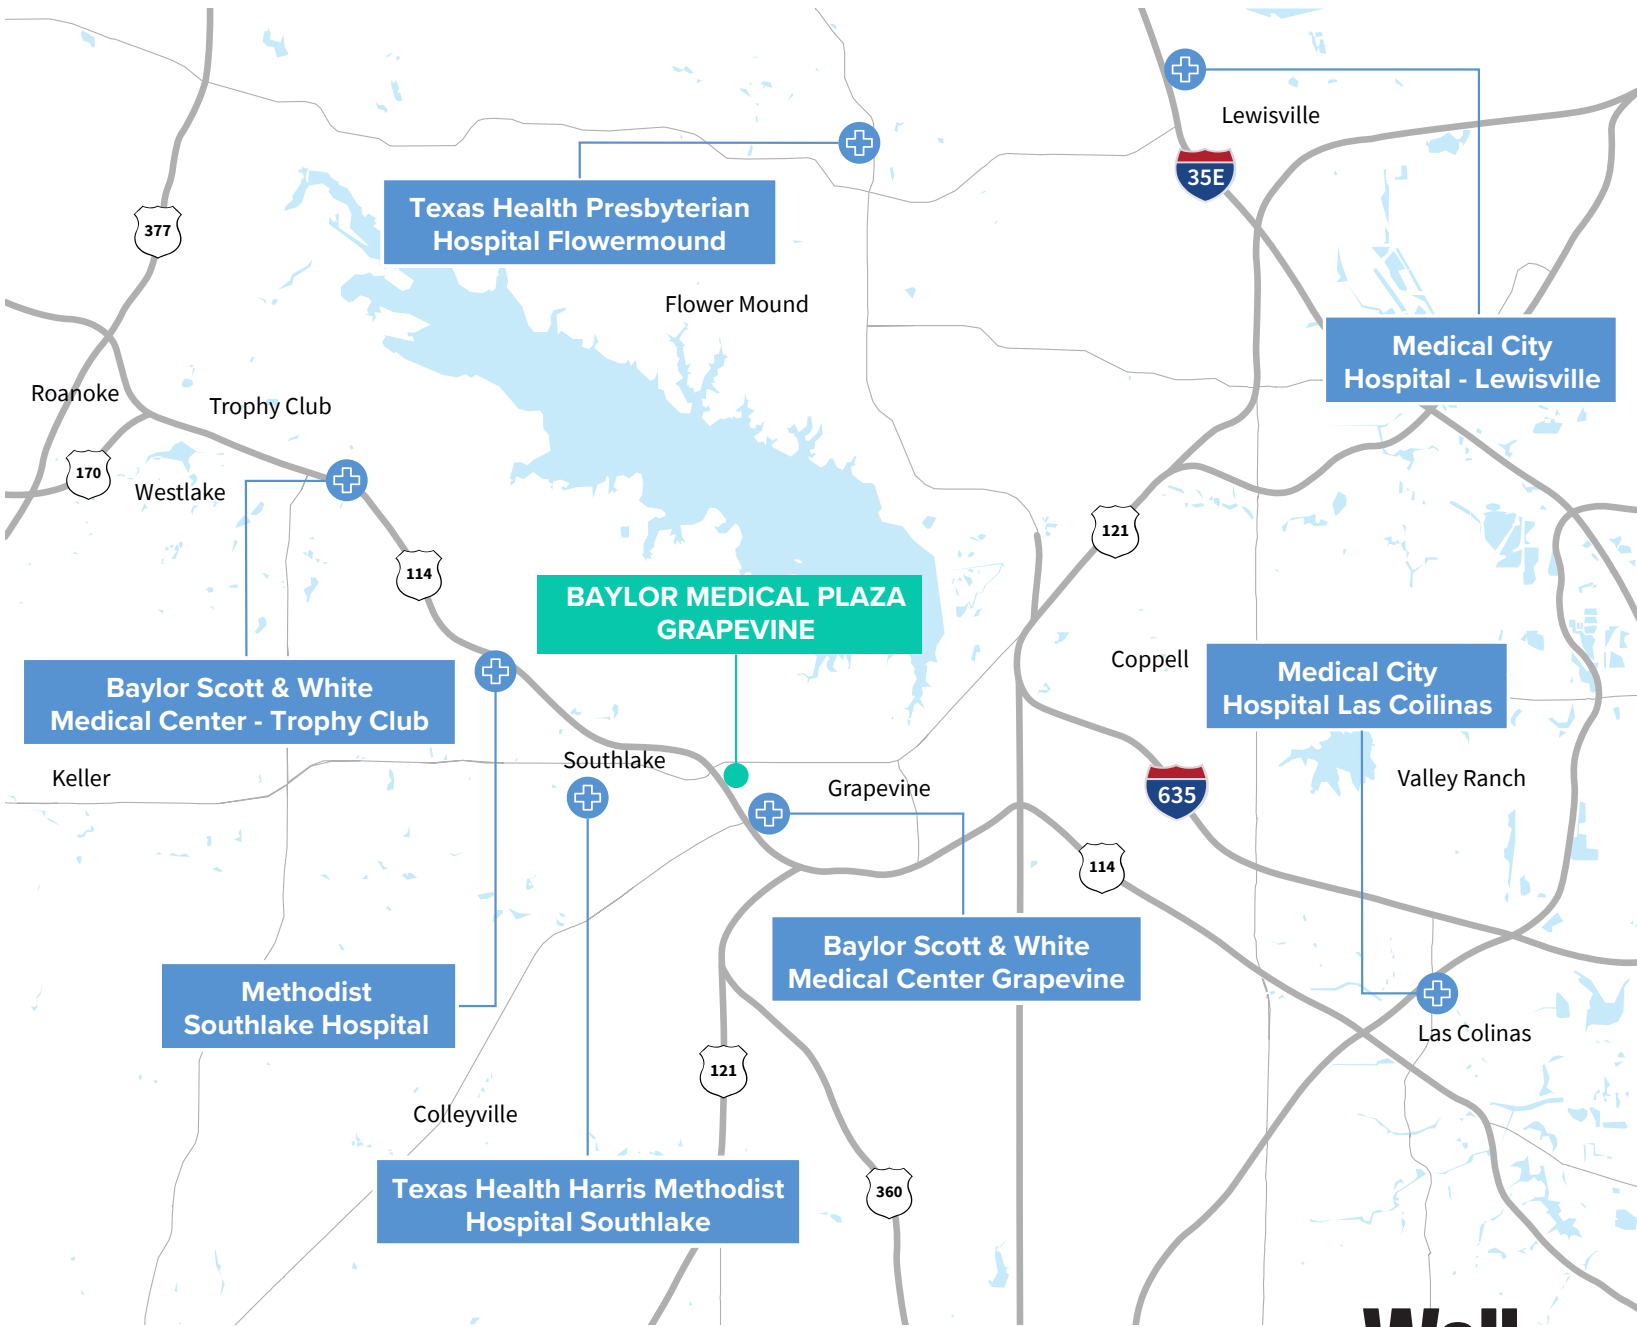 Lewisville
35E
Texas Health Presbyterian
Hospital Flowermound
377
Flower Mound
Medical City
Hospital - Lewisville
Roanoke
Trophy Club
170
Westlake
121
114
BAYLOR MEDICAL PLAZA
GRAPEVINE
Coppell
Medical City
Hospital Las Coilinas
Baylor Scott & White
Medical Center - Trophy Club
Southlake
Keller
Grapevine
Valley Ranch
635
114
Baylor Scott & White
Medical Center Grapevine
Methodist
Southlake Hospital
Las Colinas
121
Colleyville
Texas Health Harris Methodist
Hospital Southlake
360